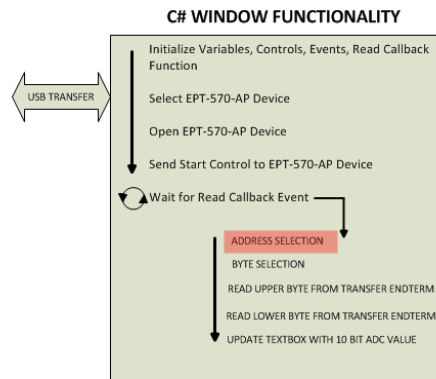 C# WINDOW FUNCTIONALITY
Initialize Variables, Controls, Events, Read Callback
Function
USB TRANSFER
Select EPT-570-AP Device
Open EPT-570-AP Device
Send Start Control to EPT-570-AP Device
Wait for Read Callback Event
ADDRESS SELECTION
BYTE SELECTION
READ UPPER BYTE FROM TRANSFER ENDTERM
READ LOWER BYTE FROM TRANSFER ENDTERM
UPDATE TEXTBOX WITH 10 BIT ADC VALUE